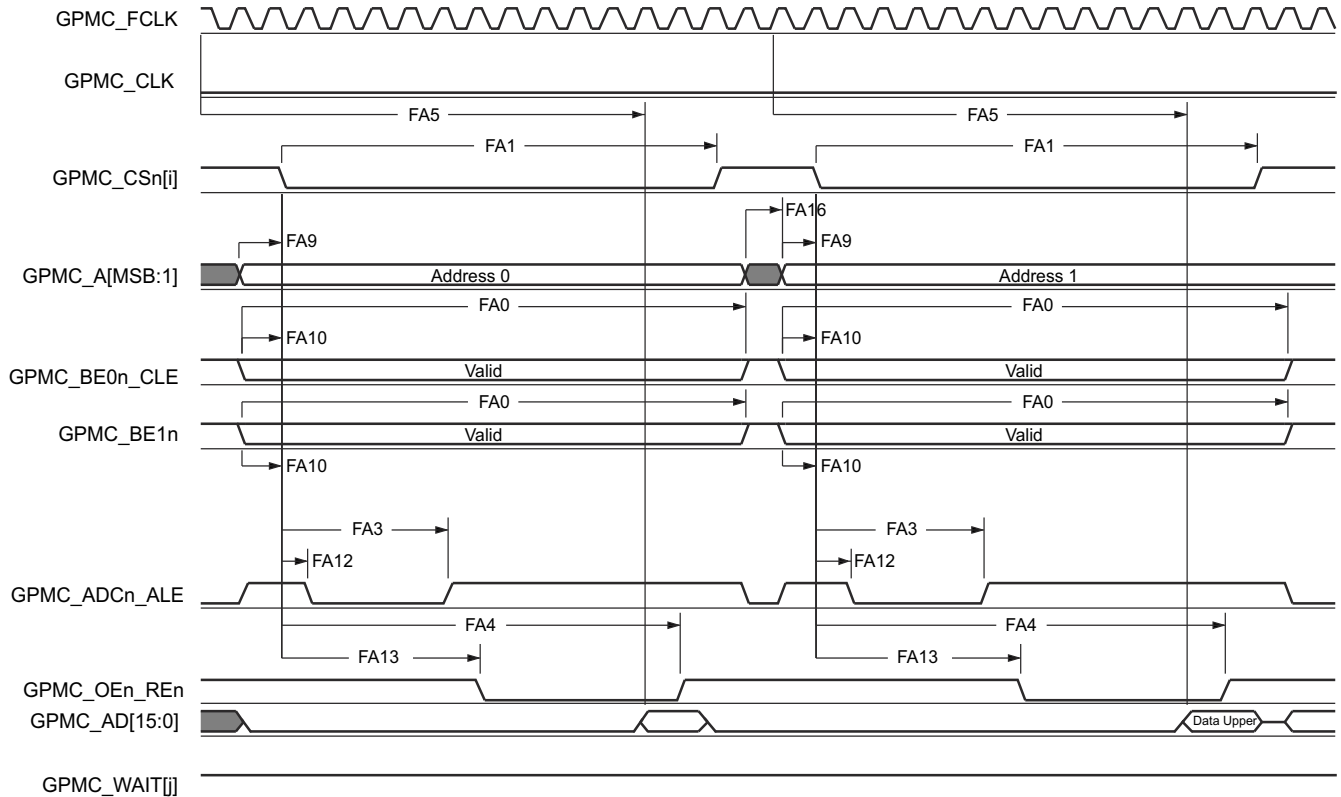 GPMC_FCLK
GPMC_CLK
FA5 FA5
FA1 FA1
GPMC_CSn[i]
FA16
FA9 FA9
GPMC_A[MSB:1] Address 0 Address 1
FA0 FA0
FA10 FA10
GPMC_BE0n_CLE Valid Valid
FA0 FA0
GPMC_BE1n Valid Valid
FA10 FA10
FA3 FA3
FA12 FA12
GPMC_ADCn_ALE
FA4 FA4
FA13 FA13
GPMC_OEn_REn
GPMC_AD[15:0] Data Upper
GPMC_WAIT[j]